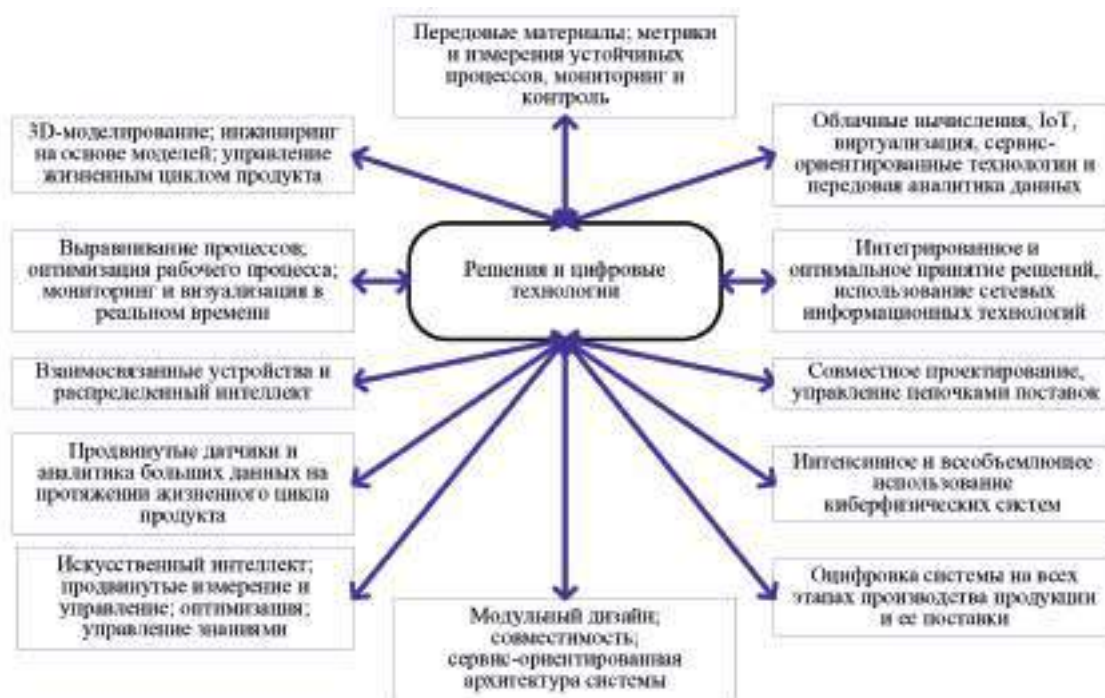 Передовые материалы; метрики
и измерения устойчивых
процессов, мониторинг и
контроль
3D-моделирование; инжиниринг
на основе моделей; управление
жизненным циклом продукта
Облачные вычисления, IoT,
виртуализация, сервис-
ориентированные технологии и
передовая аналитика данных
Выравнивание процессов;
оптимизация рабочего процесса;
мониторинг и визуализация в
реальном времени
Решения и цифровые
технологии
Интегрированное и
оптимальное принятие решений,
использование сетевых
информационных технологий
Взаимосвязанные устройства и
распределенный интеллект
Совместное проектирование,
управление цепочками поставок
Продвинутые датчики и
аналитика больших данных на
протяжении жизненного цикла
продукта
Интенсивное и всеобъемлющее
использование
киберфизических систем
Искусственный интеллект;
продвинутые измерение и
управление; оптимизация;
управление знаниями
Модульный дизайн;
совместимость;
сервис-ориентированная
архитектура системы
Оцифровка системы на всех
этапах производства продукции
и ее поставки